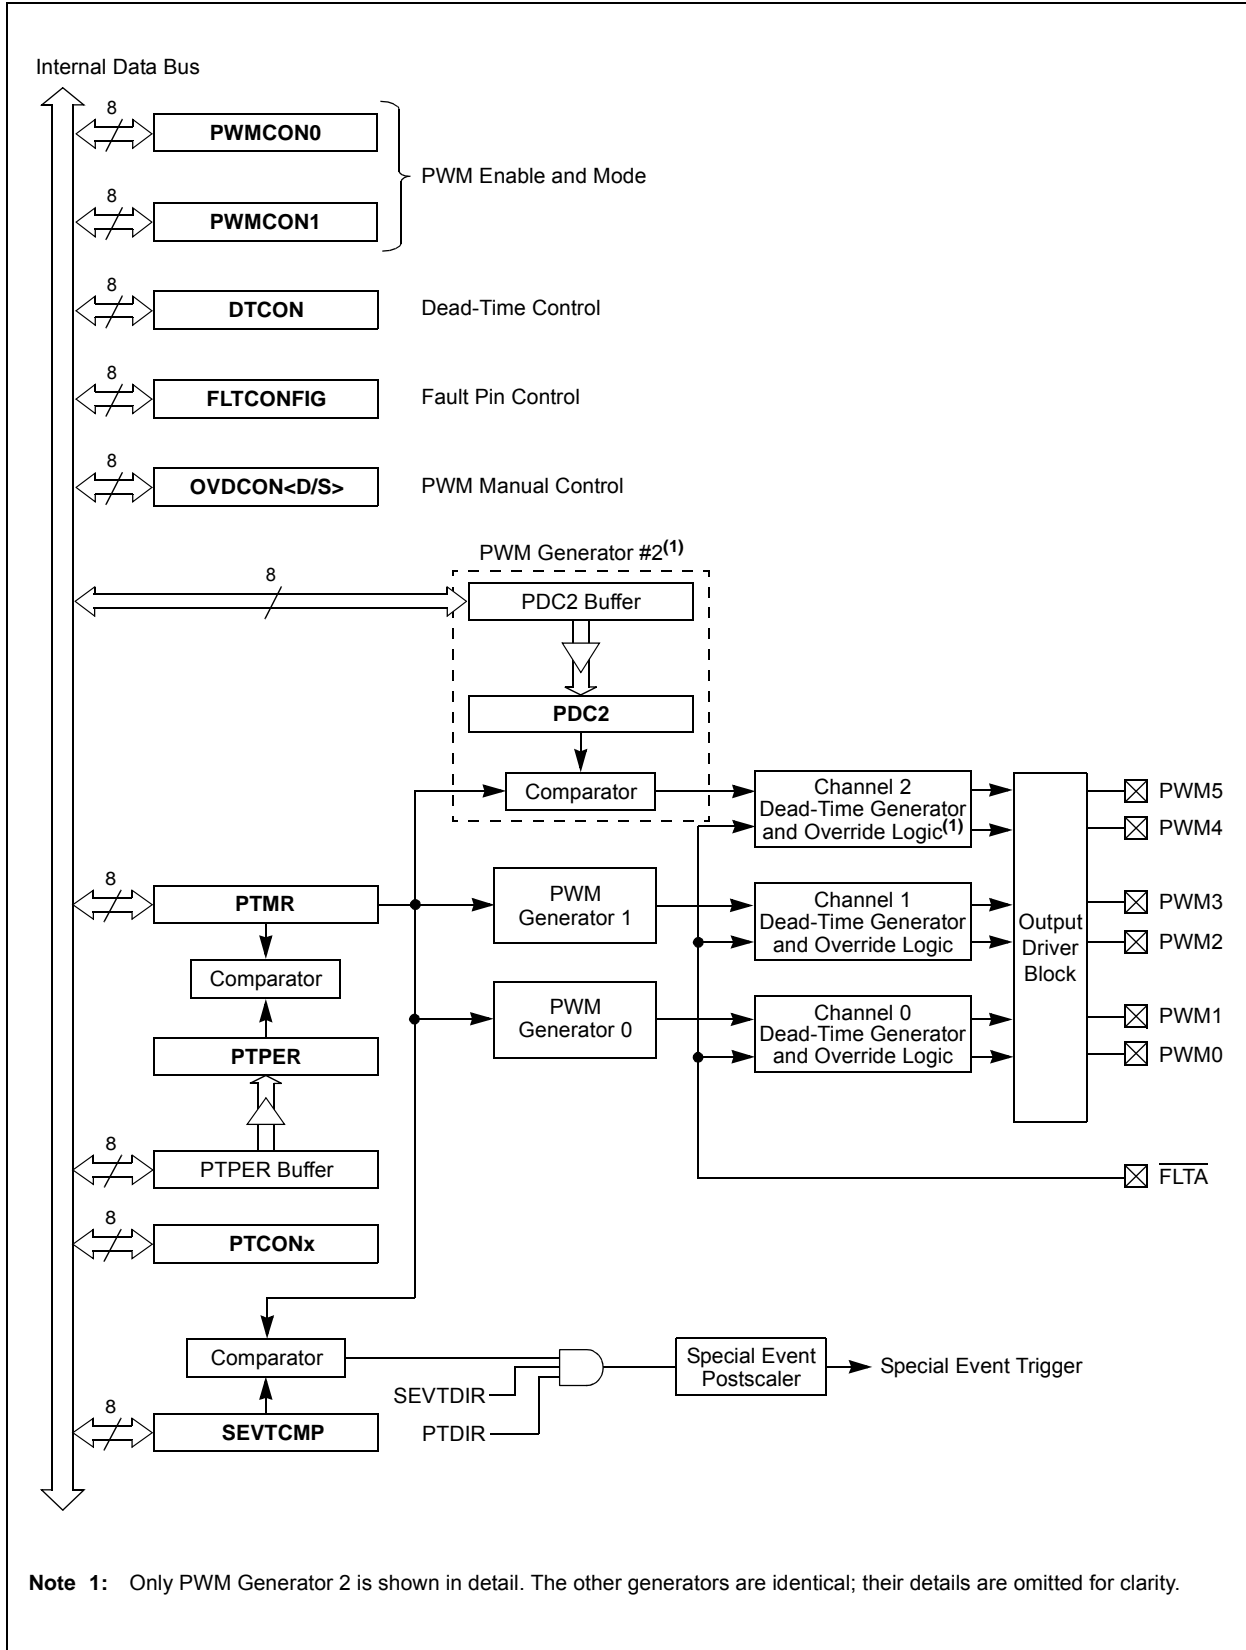 Internal Data Bus
8
PWMCON0
PWM Enable and Mode
8
PWMCON1
8
DTCON
Dead-Time Control
8
FLTCONFIG
Fault Pin Control
8
OVDCON<D/S>
PWM Manual Control
PWM Generator #2(1)
8
PDC2 Buffer
PDC2
Comparator
Channel 2
Dead-Time Generator
and Override Logic(1)
PWM5
PWM4
8
PTMR
PWM
Generator 1
Channel 1
Dead-Time Generator
and Override Logic
Output
Driver
Block
PWM3
PWM2
Comparator
PWM
Generator 0
Channel 0
Dead-Time Generator
and Override Logic
PWM1
PWM0
PTPER
8
PTPER Buffer
FLTA
8
PTCONx
Comparator
Special Event
Postscaler
Special Event Trigger
SEVTDIR
8
SEVTCMP
PTDIR
Note 1: Only PWM Generator 2 is shown in detail. The other generators are identical; their details are omitted for clarity.